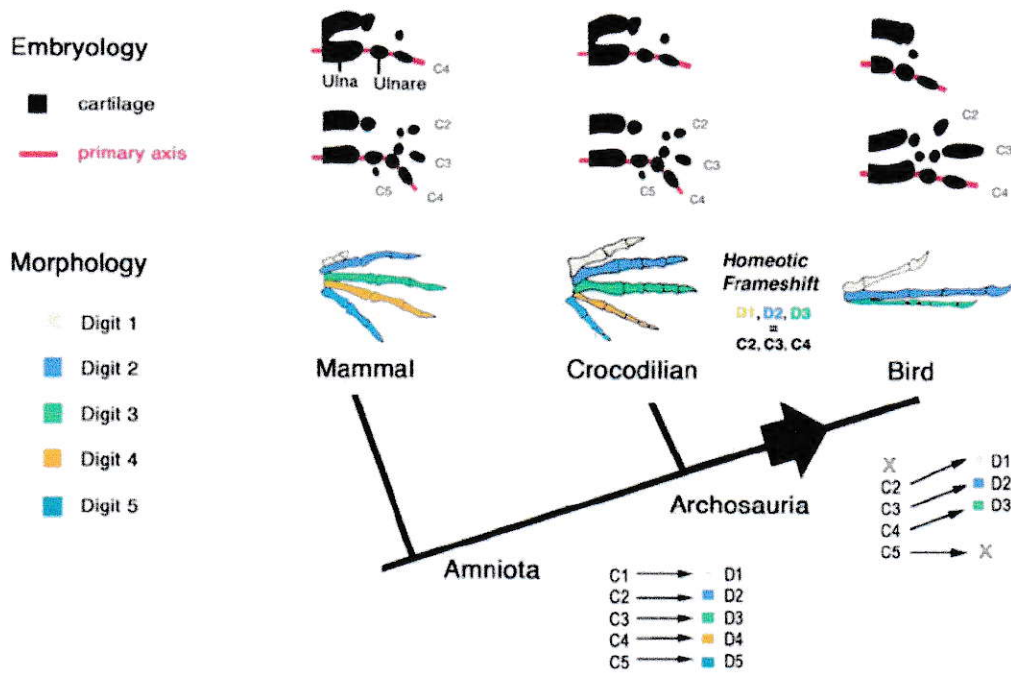 Embryology
cartilage
primary axis
Ulna
Ulnare
C4
C2
C3
C4
C5
C2
C3
C4
C5
C2
C3
C4
Morphology
Digit 1
Digit 2
Digit 3
Digit 4
Digit 5
Homeotic
Frameshift
D1, D2, D3
=
C2, C3, C4
Mammal
Crocodilian
Bird
Archosauria
Amniota
X D1
C2 D2
C3 D3
C4
C5 X
C1 D1
C2 D2
C3 D3
C4 D4
C5 D5